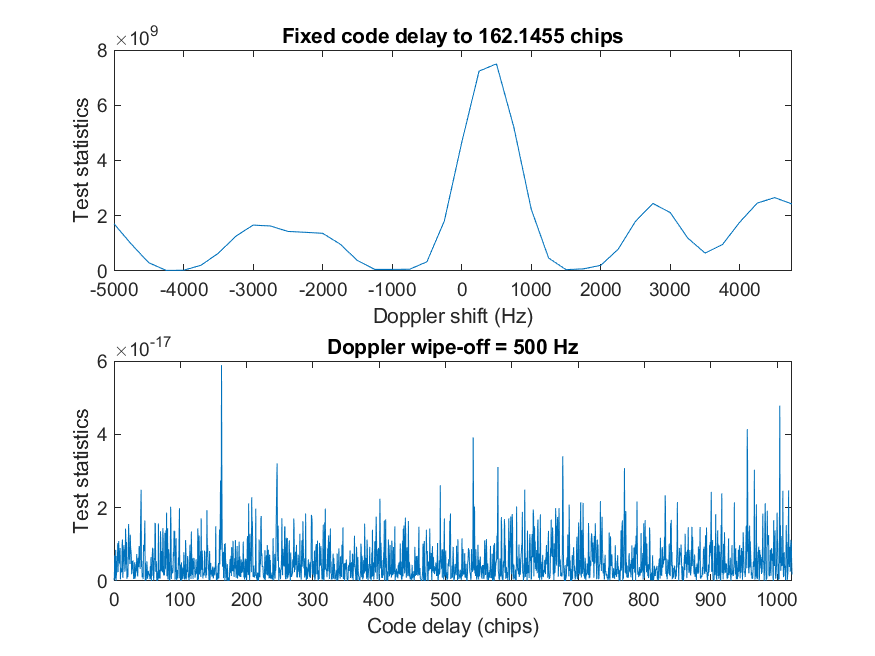 ×10^9
Fixed code delay to 162.1455 chips
8
6
4
2
0
Test statistics
-5000 -4000 -3000 -2000 -1000 0 1000 2000 3000 4000
Doppler shift (Hz)
×10^-17
Doppler wipe-off = 500 Hz
6
4
2
0
Test statistics
0 100 200 300 400 500 600 700 800 900 1000
Code delay (chips)